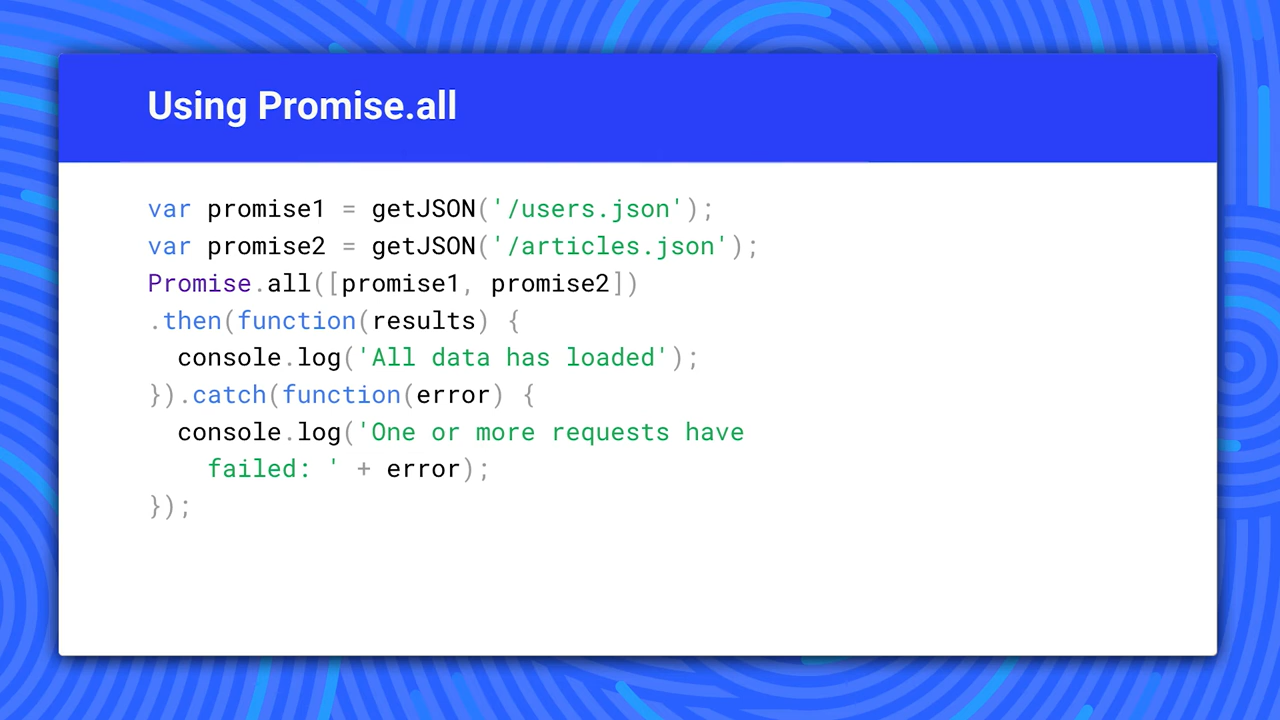 Using Promise.all
var promise1 = getJSON('/users.json');
var promise2 = getJSON('/articles.json');
Promise.all([promise1, promise2])
.then(function(results) {
  console.log('All data has loaded');
}).catch(function(error) {
  console.log('One or more requests have
    failed: ' + error);
});